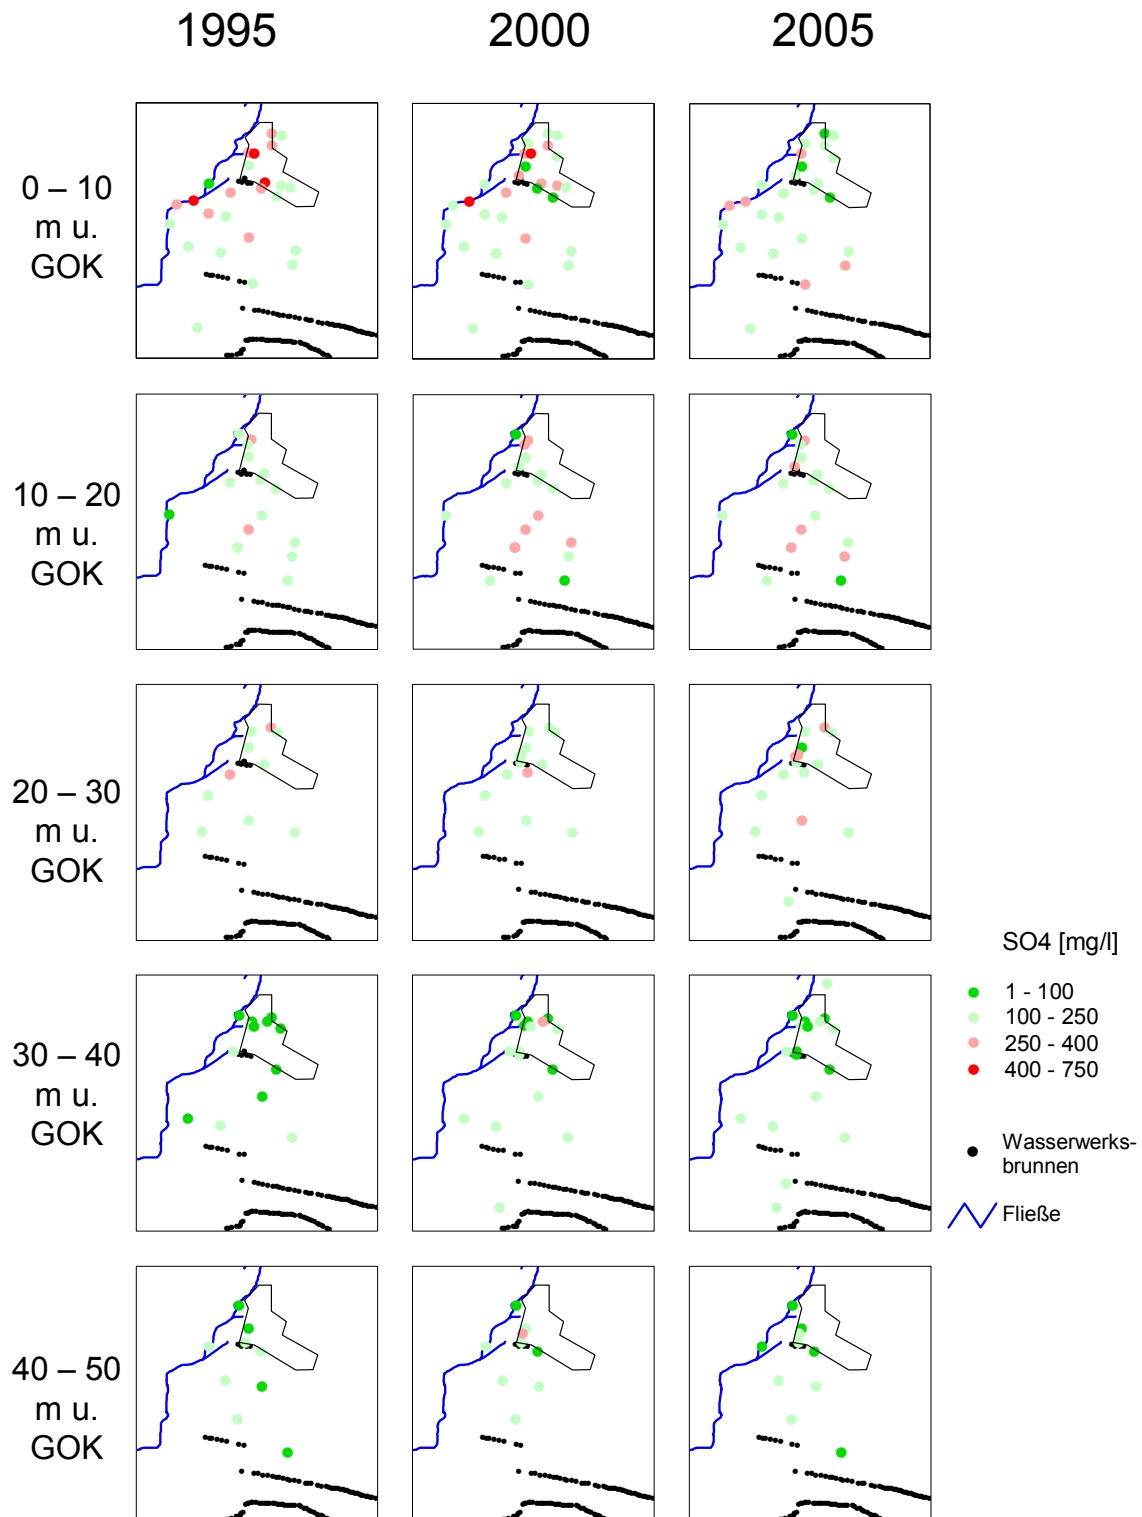 1995
2000
2005
0 – 10
m u.
GOK
10 – 20
m u.
GOK
20 – 30
m u.
GOK
30 – 40
m u.
GOK
40 – 50
m u.
GOK
SO4 [mg/l]
1 - 100
100 - 250
250 - 400
400 - 750
Wasserwerks-
brunnen
Fließe